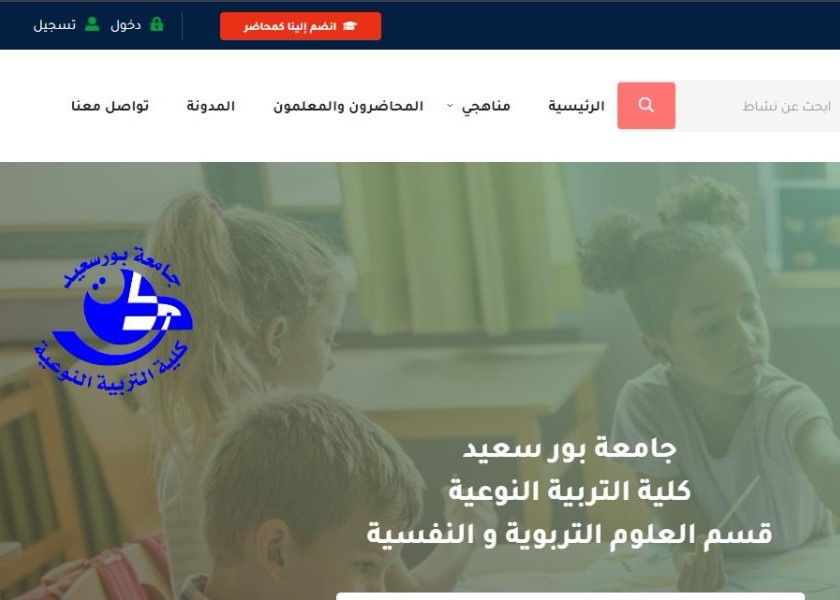 انضم إلينا كمحاضر
دخول
تسجيل
ابحث عن نشاط
الرئيسية
مناهجي
المحاضرون والمعلمون
المدونة
تواصل معنا
جامعة بورسعيد
كلية التربية النوعية
جامعة بور سعيد
كلية التربية النوعية
قسم العلوم التربوية و النفسية